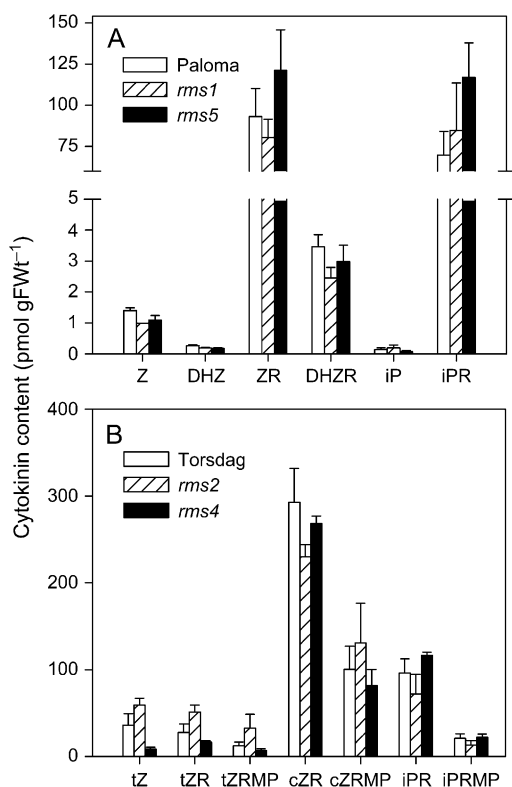 A
Paloma
rms1
rms5
150
125
100
75
5
4
3
2
1
0
Z DHZ ZR DHZR iP iPR
Cytokinin content (pmol gFWt⁻¹)
B
Torsdag
rms2
rms4
400
300
200
100
0
tZ tZR tZRMP cZR cZRMP iPR iPRMP